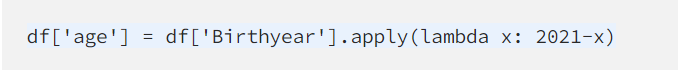 df['age'] = df['Birthyear'].apply(lambda x: 2021-x)